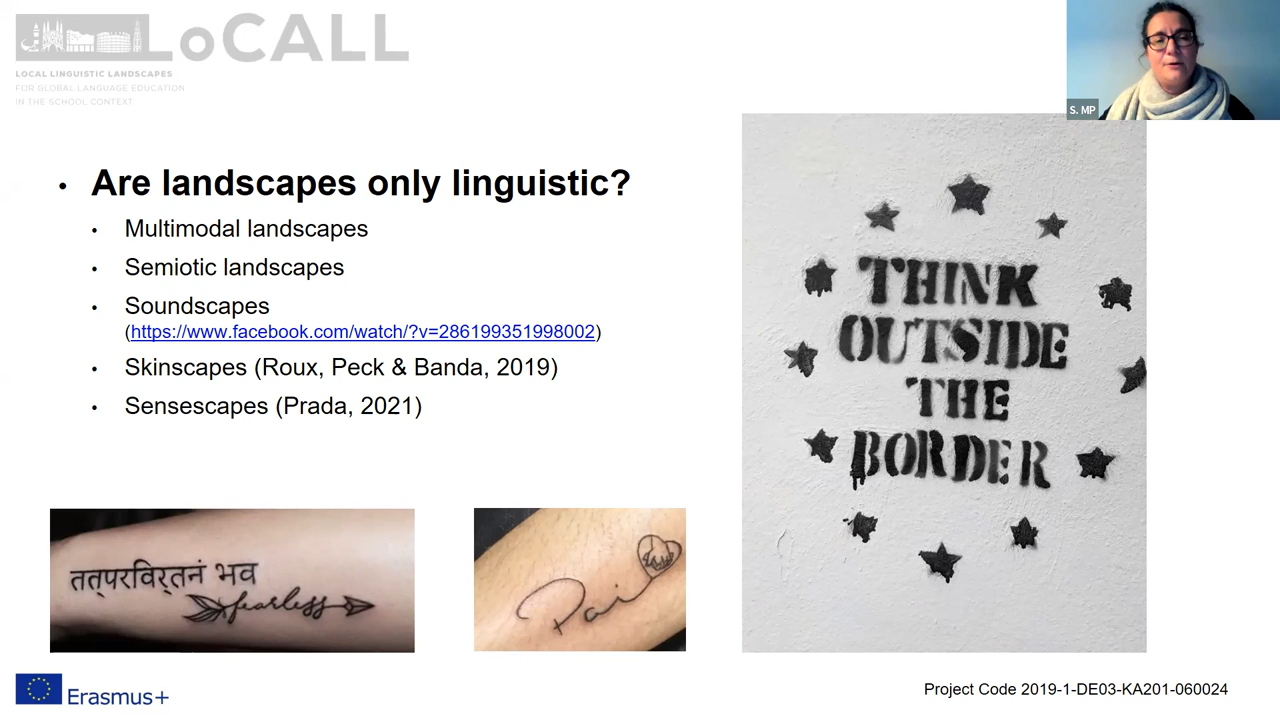 LoCALL
LOCAL LINGUISTIC LANDSCAPES
FOR GLOBAL LANGUAGE EDUCATION
IN THE SCHOOL CONTEXT
S. MP
• Are landscapes only linguistic?
• Multimodal landscapes
• Semiotic landscapes
• Soundscapes
(https://www.facebook.com/watch/?v=286199351998002)
• Skinscapes (Roux, Peck & Banda, 2019)
• Sensescapes (Prada, 2021)
THINK
OUTSIDE
THE
BORDER
तत्परविर्तनं भव
fearless
Pai
Erasmus+
Project Code 2019-1-DE03-KA201-060024